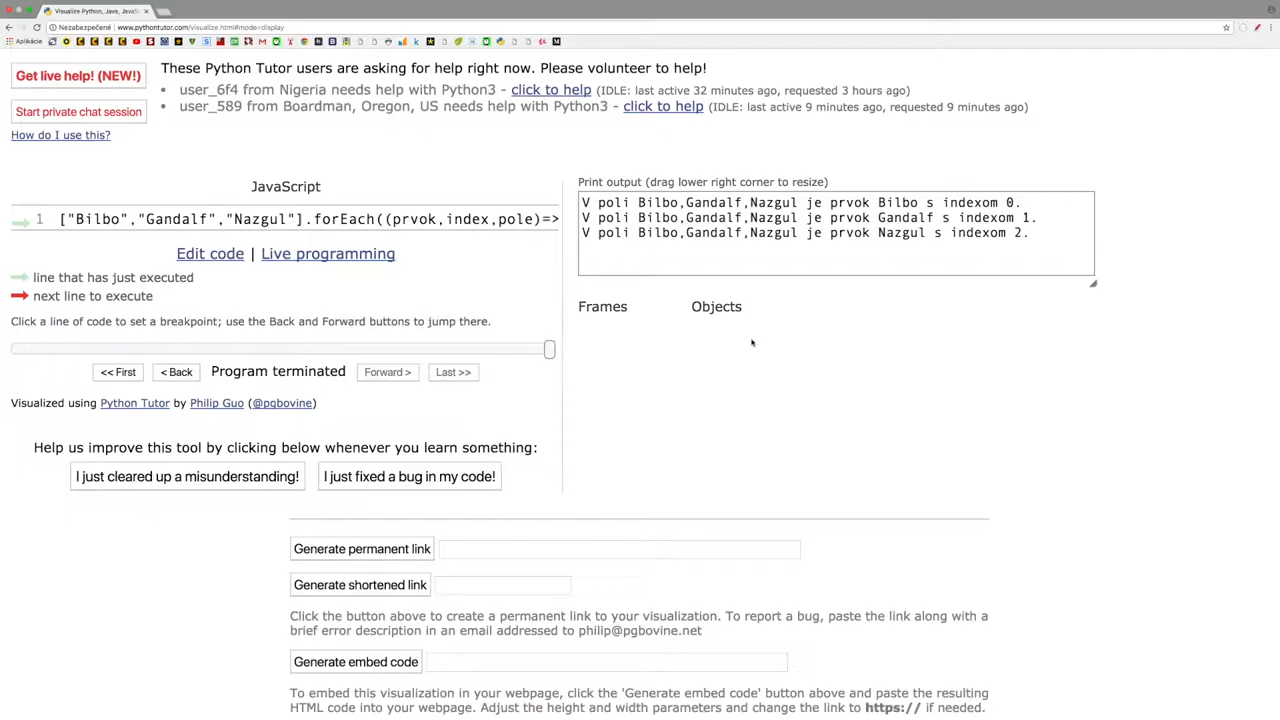 Visualize Python, Java, JavaS
Nezabezpečené | www.pythontutor.com/visualize.html#mode=display
Aplikácie
Get live help! (NEW!)
These Python Tutor users are asking for help right now. Please volunteer to help!
• user_6f4 from Nigeria needs help with Python3 - click to help (IDLE: last active 32 minutes ago, requested 3 hours ago)
Start private chat session
• user_589 from Boardman, Oregon, US needs help with Python3 - click to help (IDLE: last active 9 minutes ago, requested 9 minutes ago)
How do I use this?
JavaScript
1 ["Bilbo","Gandalf","Nazgul"].forEach((prvok,index,pole)=>
Edit code | Live programming
line that has just executed
next line to execute
Click a line of code to set a breakpoint; use the Back and Forward buttons to jump there.
<< First < Back Program terminated Forward > Last >>
Visualized using Python Tutor by Philip Guo (@pgbovine)
Help us improve this tool by clicking below whenever you learn something:
I just cleared up a misunderstanding! I just fixed a bug in my code!
Print output (drag lower right corner to resize)
V poli Bilbo,Gandalf,Nazgul je prvok Bilbo s indexom 0.
V poli Bilbo,Gandalf,Nazgul je prvok Gandalf s indexom 1.
V poli Bilbo,Gandalf,Nazgul je prvok Nazgul s indexom 2.
Frames Objects
Generate permanent link
Generate shortened link
Click the button above to create a permanent link to your visualization. To report a bug, paste the link along with a
brief error description in an email addressed to philip@pgbovine.net
Generate embed code
To embed this visualization in your webpage, click the 'Generate embed code' button above and paste the resulting
HTML code into your webpage. Adjust the height and width parameters and change the link to https:// if needed.